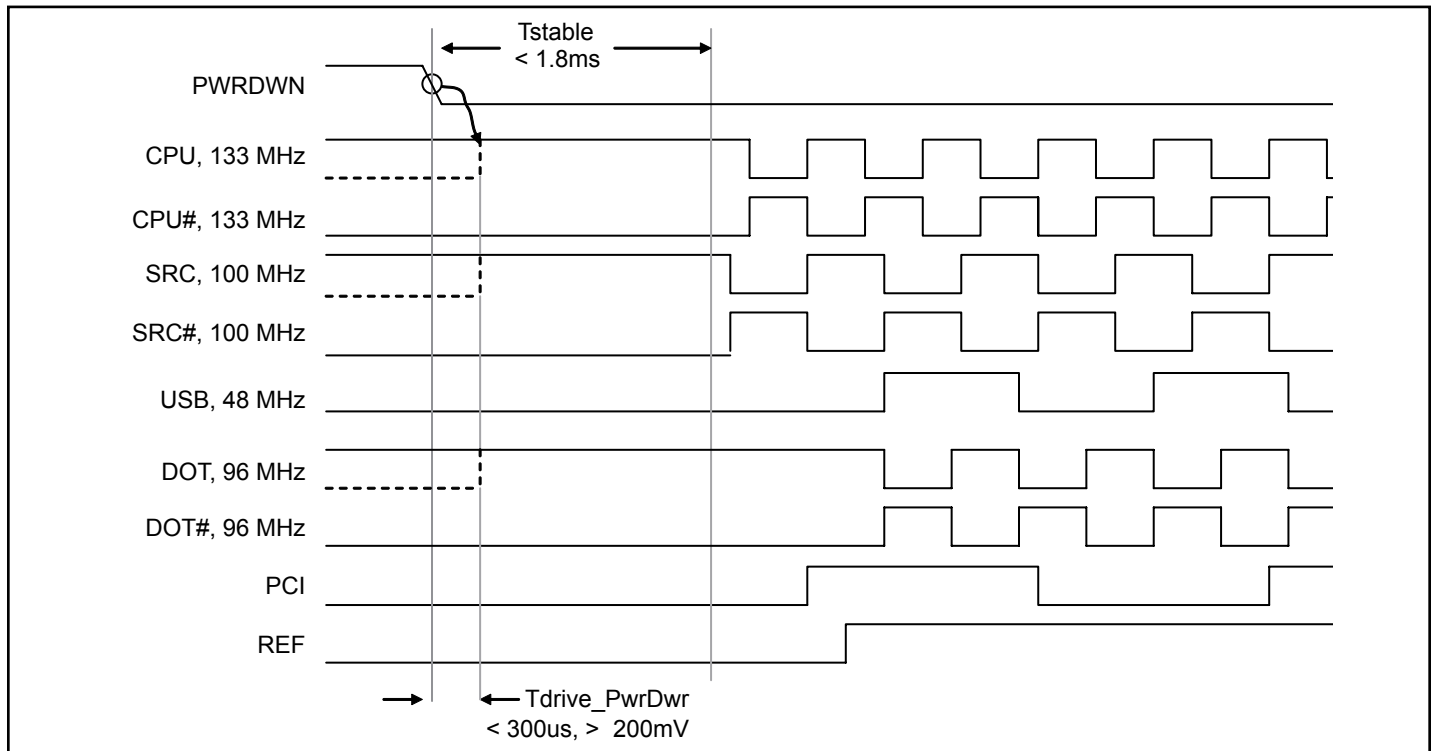 Tstable
< 1.8ms
PWRDWN
CPU, 133 MHz
CPU#, 133 MHz
SRC, 100 MHz
SRC#, 100 MHz
USB, 48 MHz
DOT, 96 MHz
DOT#, 96 MHz
PCI
REF
Tdrive_PwrDwr
< 300us, > 200mV